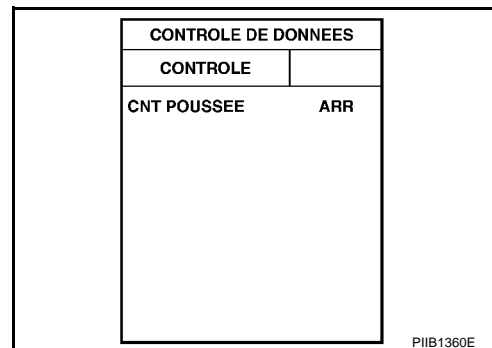 CONTROLE DE DONNEES
CONTROLE
CNT POUSSEE ARR
PIIB1360E